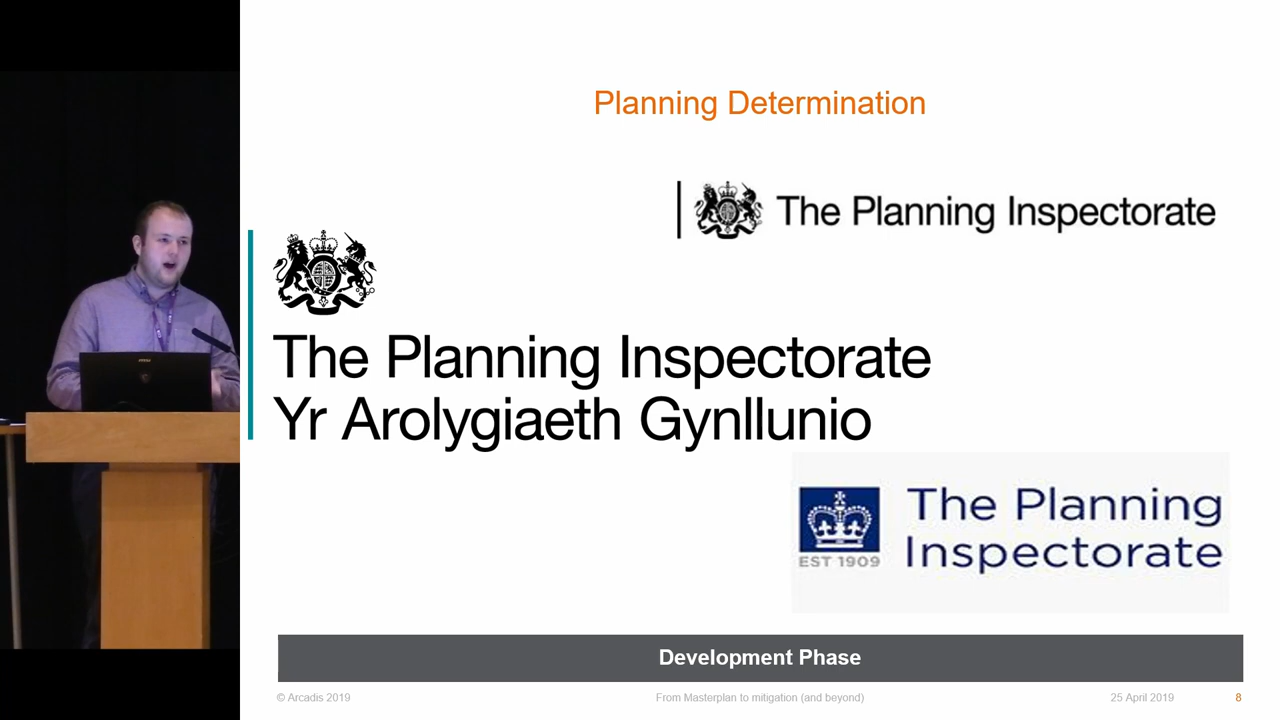 Planning Determination
The Planning Inspectorate
The Planning Inspectorate
Yr Arolygiaeth Gynllunio
The Planning
Inspectorate
EST 1909
Development Phase
© Arcadis 2019
From Masterplan to mitigation (and beyond)
25 April 2019
8